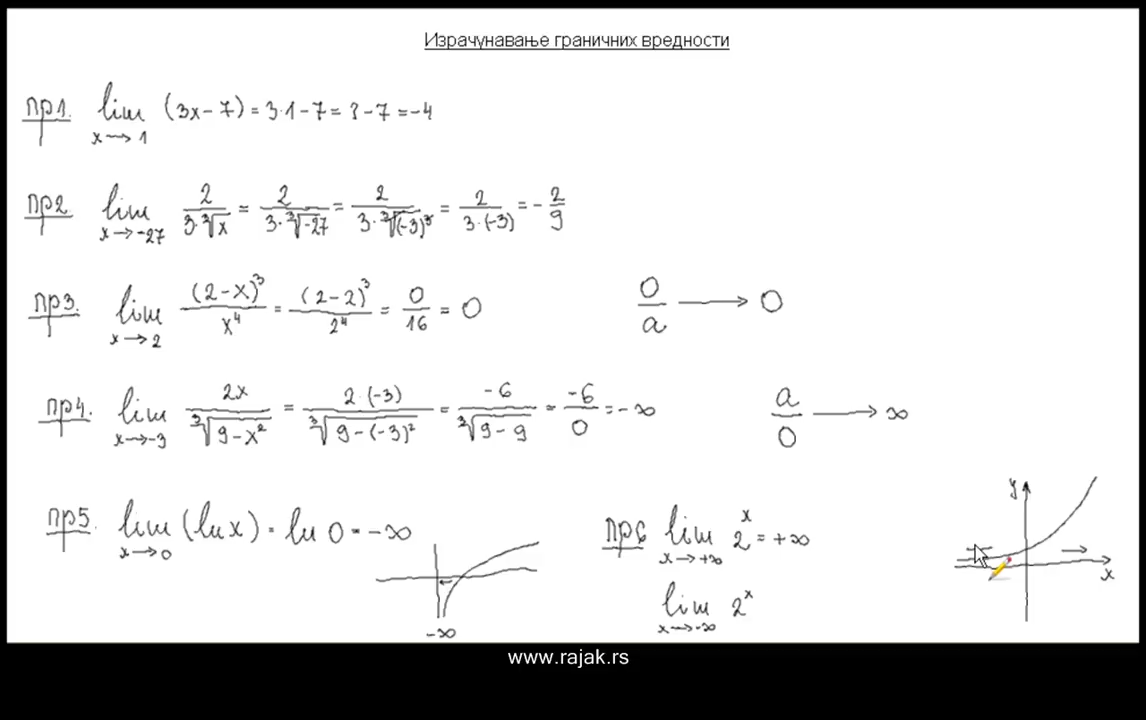 Израчунавање граничних вредности
пр1. lim x→1 (3x-7) = 3·1-7 = 3-7 = -4
пр2 lim x→-27 2/(3·∛x) = 2/(3·∛-27) = 2/(3·∛(-3)³) = 2/(3·(-3)) = -2/9
пр3. lim x→2 (2-x)³/x⁴ = (2-2)³/2⁴ = 0/16 = 0 0/a → 0
пр4. lim x→-3 2x/∛(9-x²) = 2·(-3)/∛(9-(-3)²) = -6/∛(9-9) = -6/0 = -∞ a/0 → ∞
пр5. lim x→0 (ln x) = ln 0 = -∞
-∞
пр6 lim x→+∞ 2ˣ = +∞
lim x→-∞ 2ˣ
y
x
www.rajak.rs